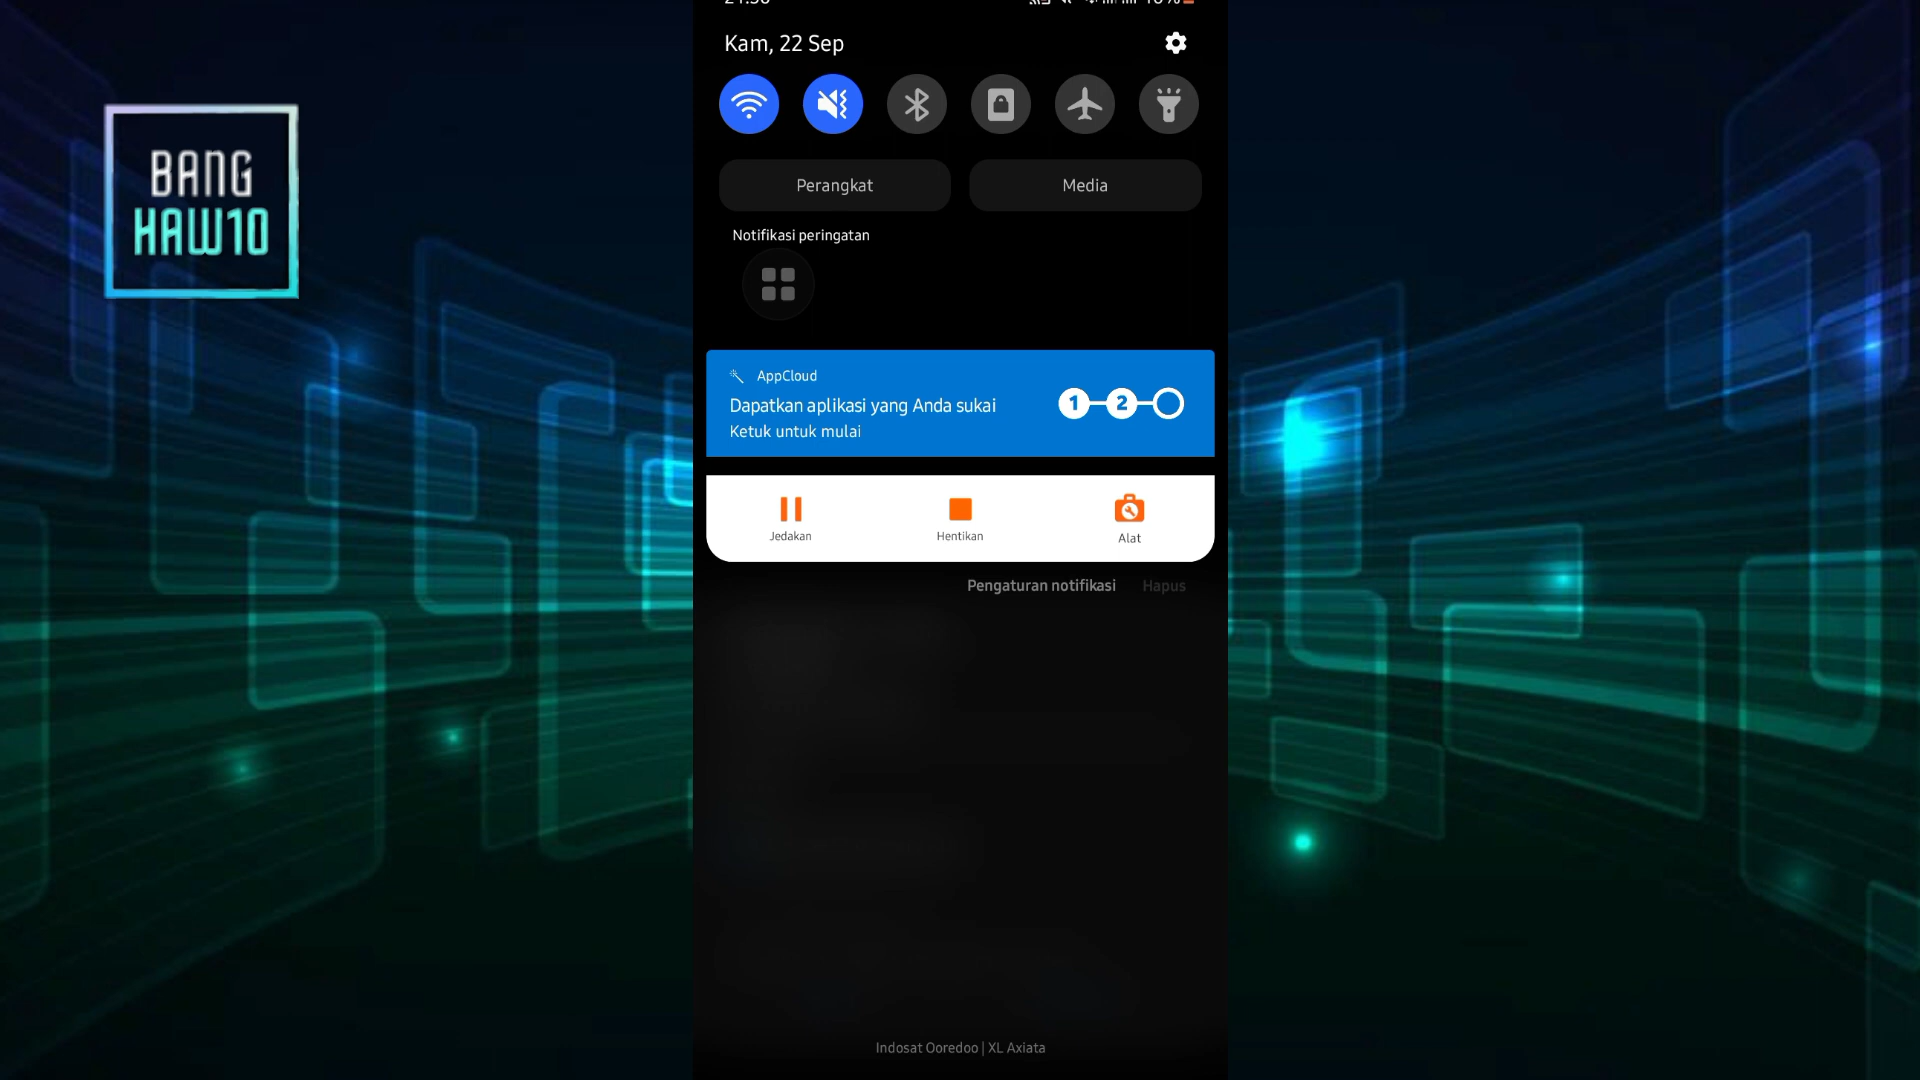 BANG
HAW10
Kam, 22 Sep
Perangkat
Media
Notifikasi peringatan
AppCloud
Dapatkan aplikasi yang Anda sukai
Ketuk untuk mulai
1
2
Jedakan
Hentikan
Alat
Pengaturan notifikasi
Hapus
Indosat Ooredoo | XL Axiata